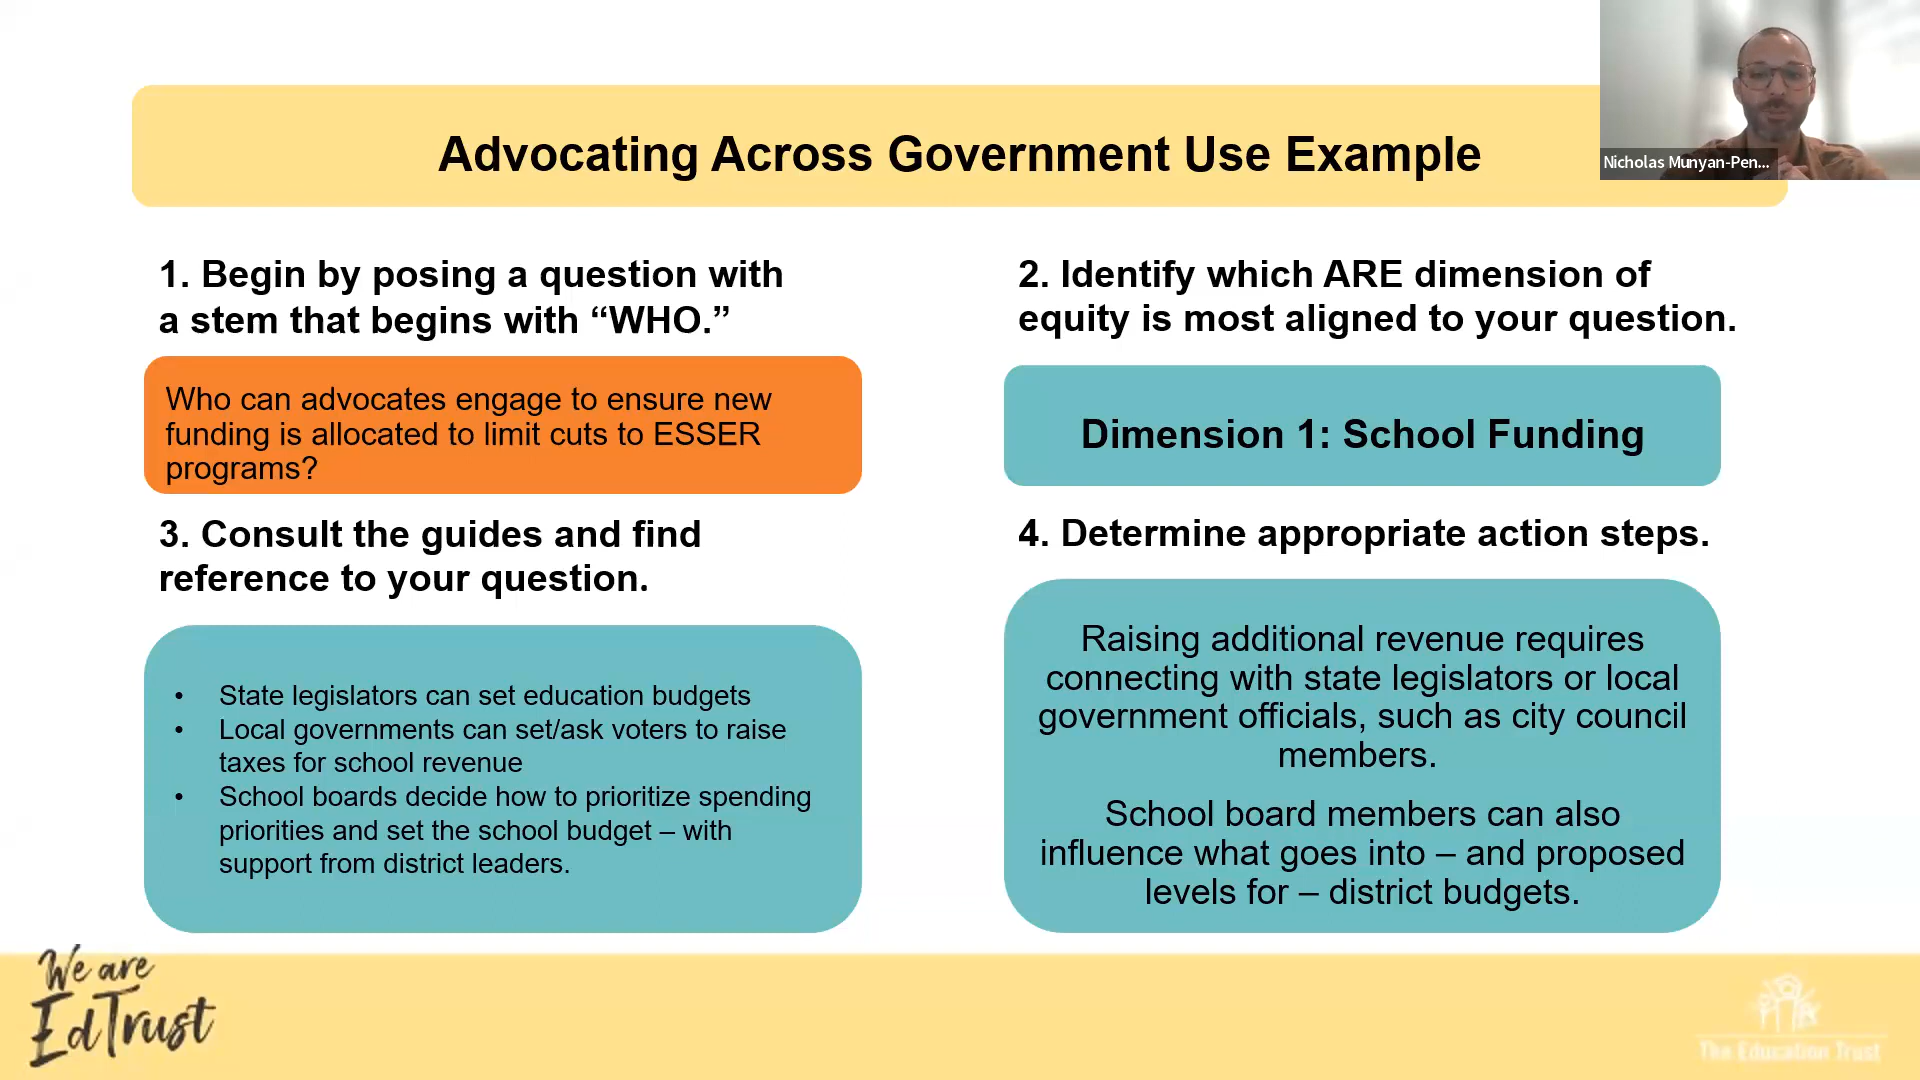 Advocating Across Government Use Example
Nicholas Munyan-Pen...
1. Begin by posing a question with
a stem that begins with “WHO.”
Who can advocates engage to ensure new
funding is allocated to limit cuts to ESSER
programs?
2. Identify which ARE dimension of
equity is most aligned to your question.
Dimension 1: School Funding
3. Consult the guides and find
reference to your question.
• State legislators can set education budgets
• Local governments can set/ask voters to raise
taxes for school revenue
• School boards decide how to prioritize spending
priorities and set the school budget – with
support from district leaders.
4. Determine appropriate action steps.
Raising additional revenue requires
connecting with state legislators or local
government officials, such as city council
members.
School board members can also
influence what goes into – and proposed
levels for – district budgets.
We are
EdTrust
The Education Trust